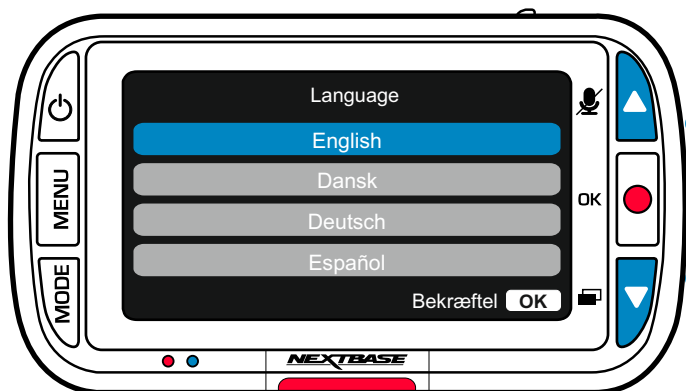 Language
English
Dansk
MENU
OK
Deutsch
Español
MODE
Bekræftel OK
NEXTBASE